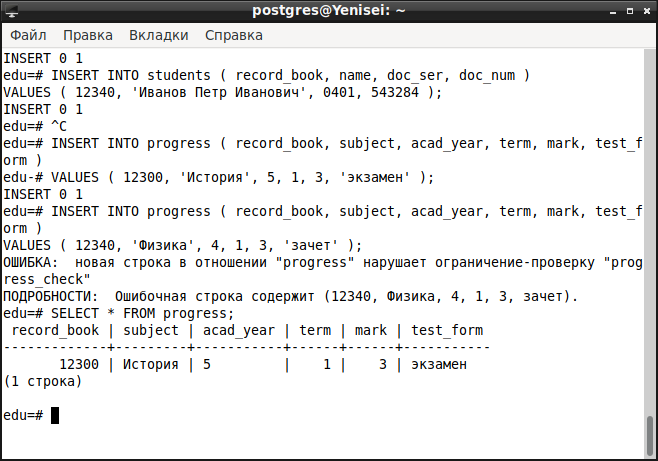 postgres@Yenisei: ~
Файл Правка Вкладки Справка
INSERT 0 1
edu=# INSERT INTO students ( record_book, name, doc_ser, doc_num )
VALUES ( 12340, 'Иванов Петр Иванович', 0401, 543284 );
INSERT 0 1
edu=# ^C
edu=# INSERT INTO progress ( record_book, subject, acad_year, term, mark, test_f
orm )
edu-# VALUES ( 12300, 'История', 5, 1, 3, 'экзамен' );
INSERT 0 1
edu=# INSERT INTO progress ( record_book, subject, acad_year, term, mark, test_f
orm )
VALUES ( 12340, 'Физика', 4, 1, 3, 'зачет' );
ОШИБКА:  новая строка в отношении "progress" нарушает ограничение-проверку "prog
ress_check"
ПОДРОБНОСТИ:  Ошибочная строка содержит (12340, Физика, 4, 1, 3, зачет).
edu=# SELECT * FROM progress;
 record_book | subject | acad_year | term | mark | test_form
-------------+---------+-----------+------+------+-----------
       12300 | История | 5         |    1 |    3 | экзамен
(1 строка)
edu=#